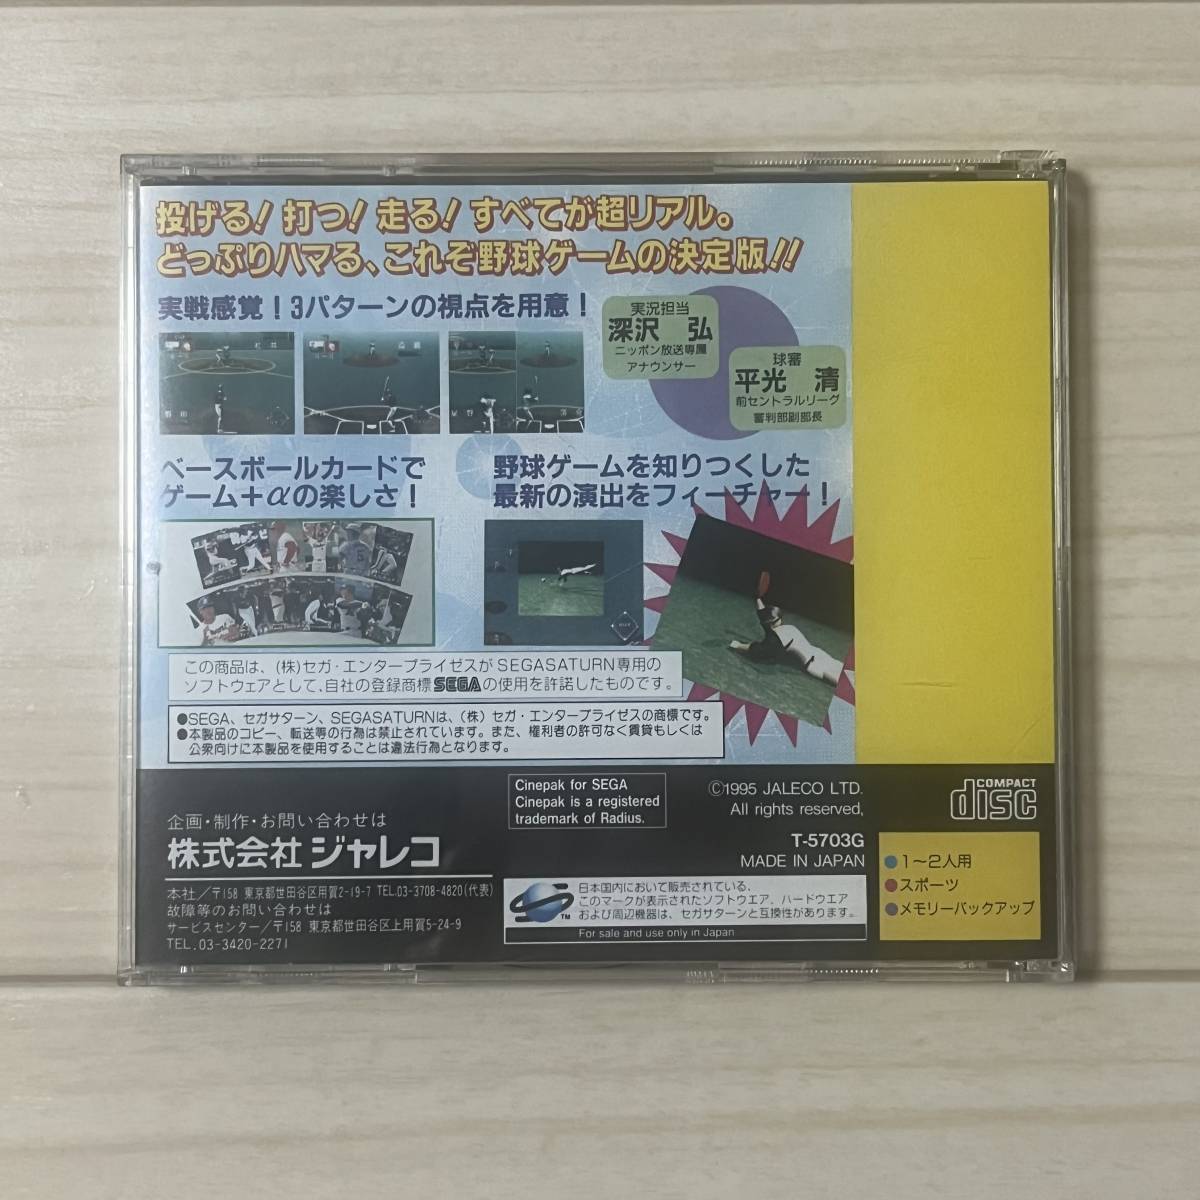 投げる!打つ!走る!すべてが超リアル。
どっぷりハマる、これぞ野球ゲームの決定版!!
実戦感覚!3パターンの視点を用意!
実況担当
深沢 弘
ニッポン放送専属
アナウンサー
球審
平光 清
前セントラルリーグ
審判部副部長
ベースボールカードで
ゲーム+αの楽しさ!
野球ゲームを知りつくした
最新の演出をフィーチャー!
この商品は、(株)セガ・エンタープライゼスがSEGASATURN専用の
ソフトウェアとして、自社の登録商標SEGAの使用を許諾したものです。
●SEGA、セガサターン、SEGASATURNは、(株)セガ・エンタープライゼスの商標です。
●本製品のコピー、転送等の行為は禁止されています。また、権利者の許可なく賃貸もしくは
公衆向けに本製品を使用することは違法行為となります。
Cinepak for SEGA
Cinepak is a registered
trademark of Radius.
©1995 JALECO LTD.
All rights reserved,
COMPACT
disc
T-5703G
MADE IN JAPAN
企画・制作・お問い合わせは
株式会社ジャレコ
本社/〒158 東京都世田谷区用賀2-19-7 TEL.03-3708-4820(代表)
故障等のお問い合わせは
サービスセンター/〒158 東京都世田谷区上用賀5-24-9
TEL.03-3420-2271
TM
日本国内において販売されている、
このマークが表示されたソフトウエア、ハードウエア
および周辺機器は、セガサターンと互換性があります。
For sale and use only in Japan
●1〜2人用
●スポーツ
●メモリーバックアップ